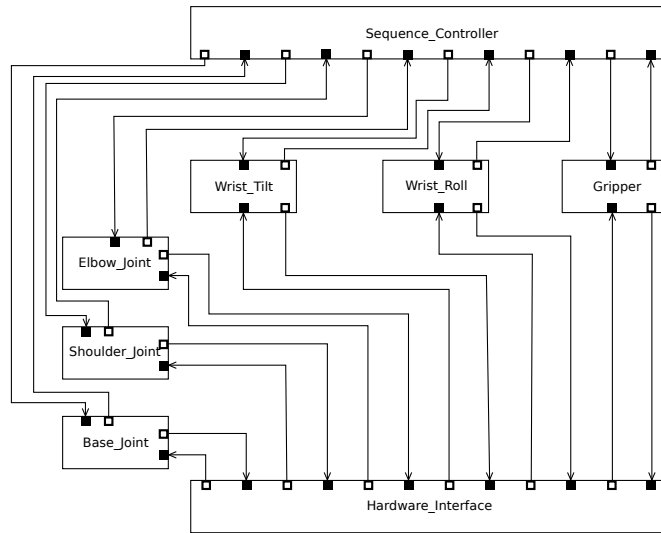 Sequence_Controller
Wrist_Tilt
Wrist_Roll
Gripper
Elbow_Joint
Shoulder_Joint
Base_Joint
Hardware_Interface